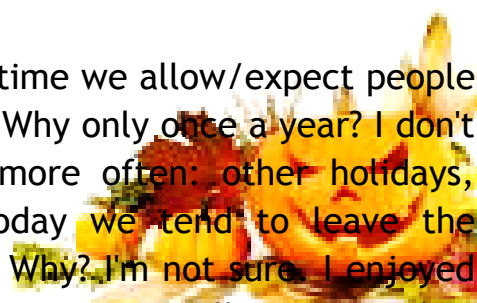 time we allow/expect people
Why only once a year? I don't
more often: other holidays,
oday we tend to leave the
Why? I'm not sure. I enjoyed